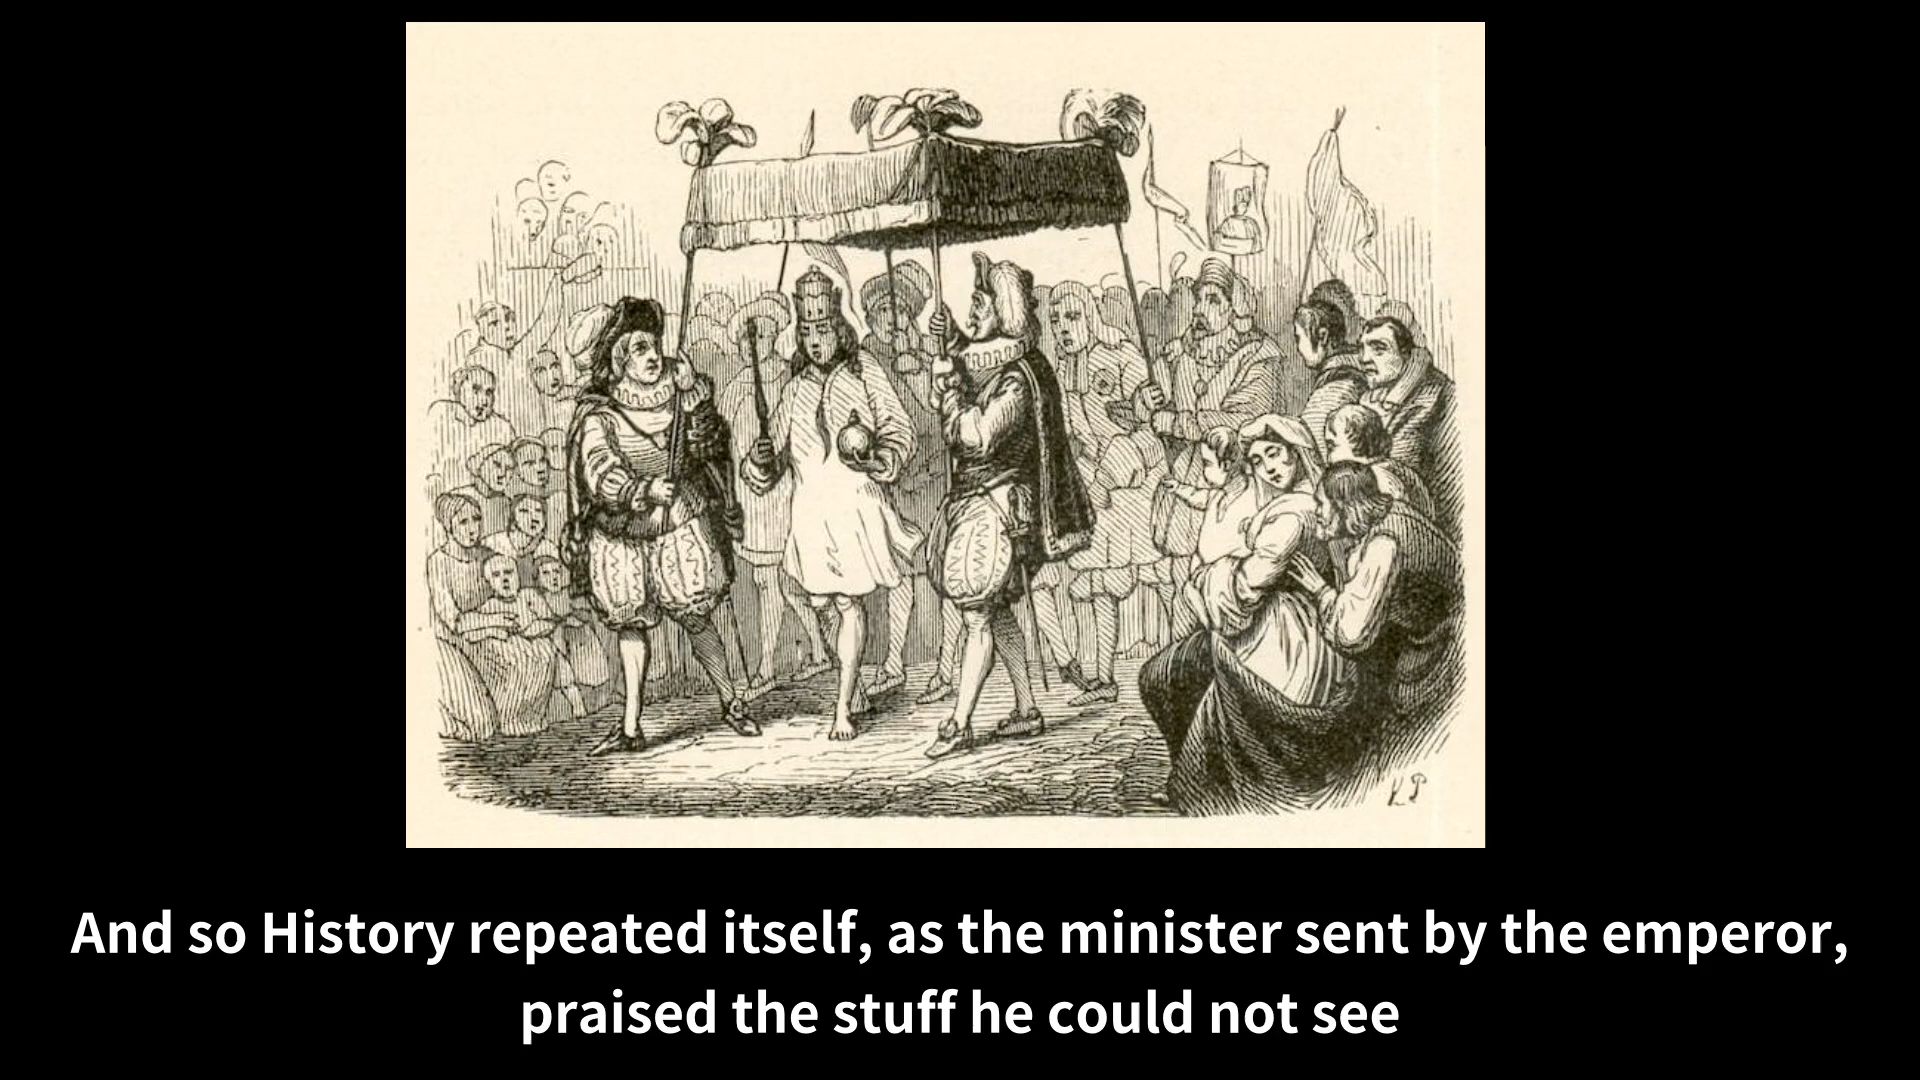 VP
And so History repeated itself, as the minister sent by the emperor,
praised the stuff he could not see